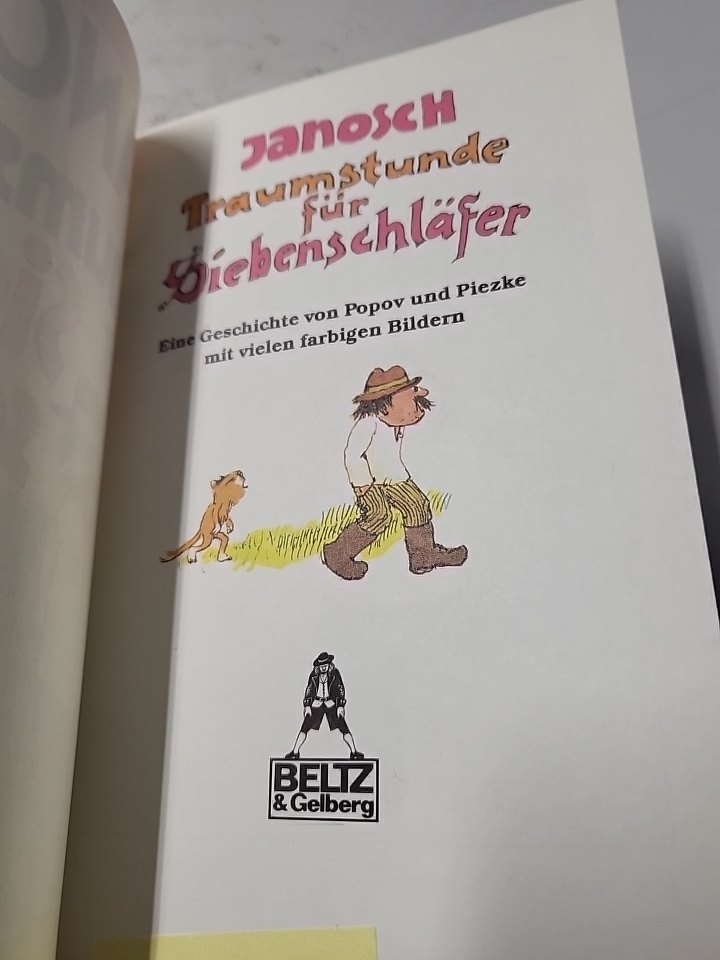 JANOSCH
Traumstunde
für
Siebenschläfer
Eine Geschichte von Popov und Piezke
mit vielen farbigen Bildern
BELTZ
& Gelberg